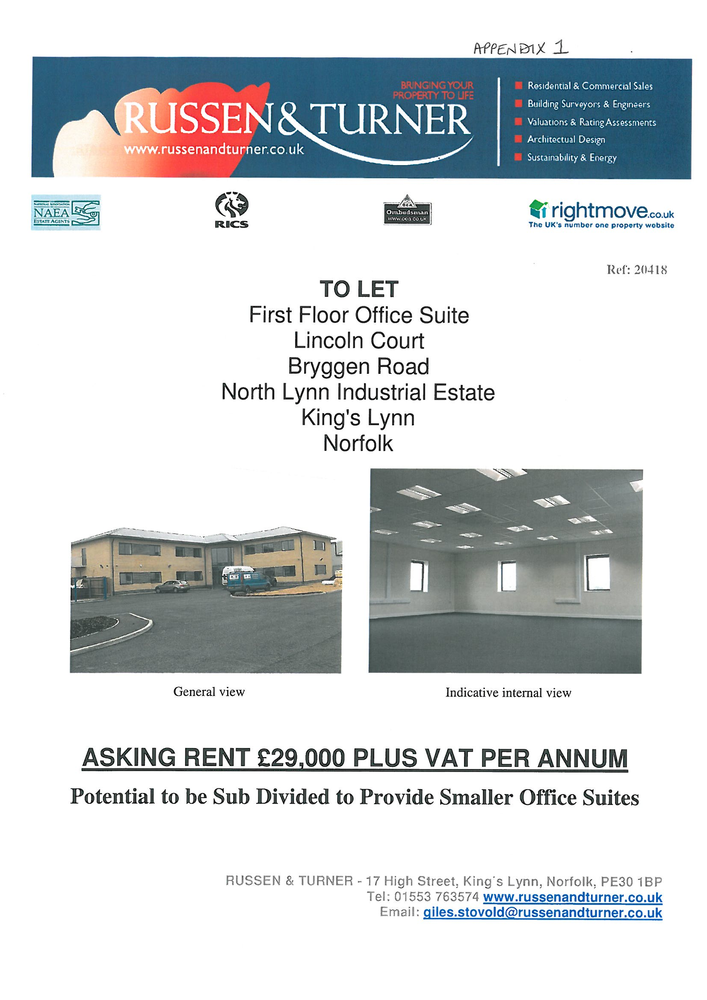 APPENDIX 1
BRINGING YOUR
PROPERTY TO LIFE
RUSSEN & TURNER
www.russenandturner.co.uk
Residential & Commercial Sales
Building Surveyors & Engineers
Valuations & Rating Assessments
Architectual Design
Sustainability & Energy
NATIONAL ASSOCIATION
NAEA
ESTATE AGENTS
RICS
OEA
Ombudsman
www.oea.co.uk
rightmove.co.uk
The UK's number one property website
Ref: 20418
TO LET
First Floor Office Suite
Lincoln Court
Bryggen Road
North Lynn Industrial Estate
King's Lynn
Norfolk
General view
Indicative internal view
ASKING RENT £29,000 PLUS VAT PER ANNUM
Potential to be Sub Divided to Provide Smaller Office Suites
RUSSEN & TURNER - 17 High Street, King's Lynn, Norfolk, PE30 1BP
Tel: 01553 763574 www.russenandturner.co.uk
Email: giles.stovold@russenandturner.co.uk